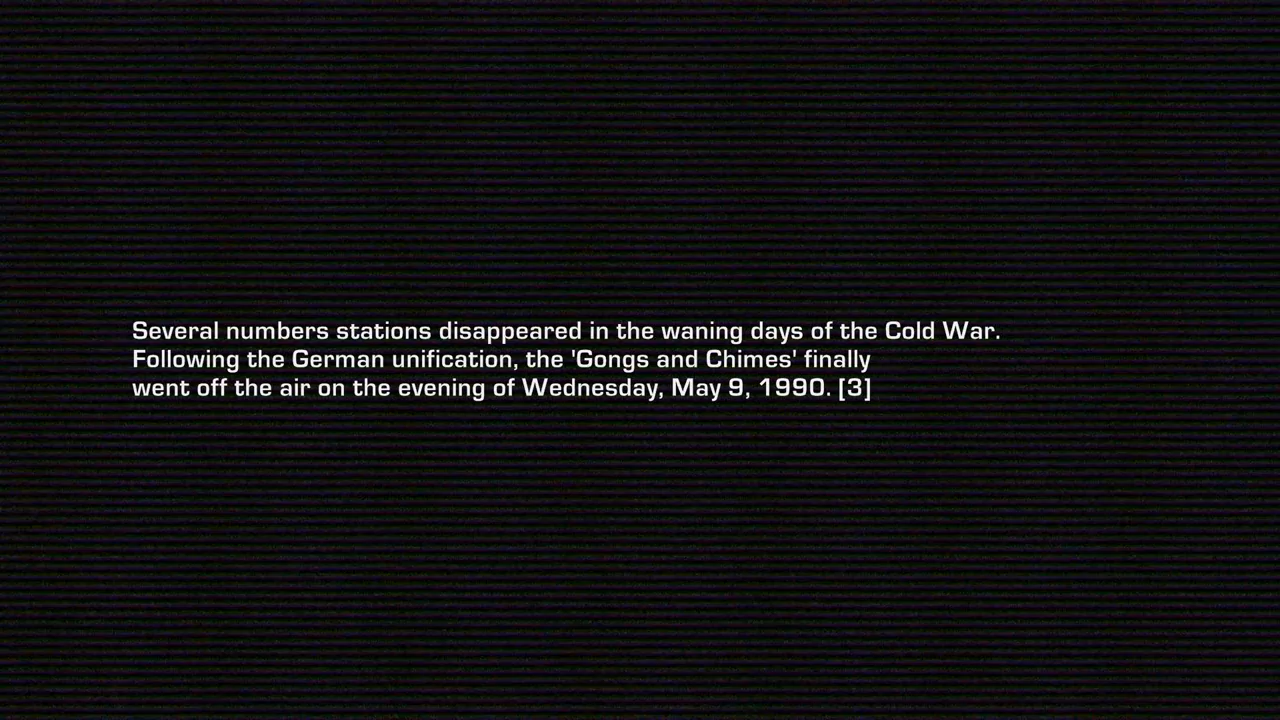 Several numbers stations disappeared in the waning days of the Cold War.
Following the German unification, the 'Gongs and Chimes' finally
went off the air on the evening of Wednesday, May 9, 1990. [3]